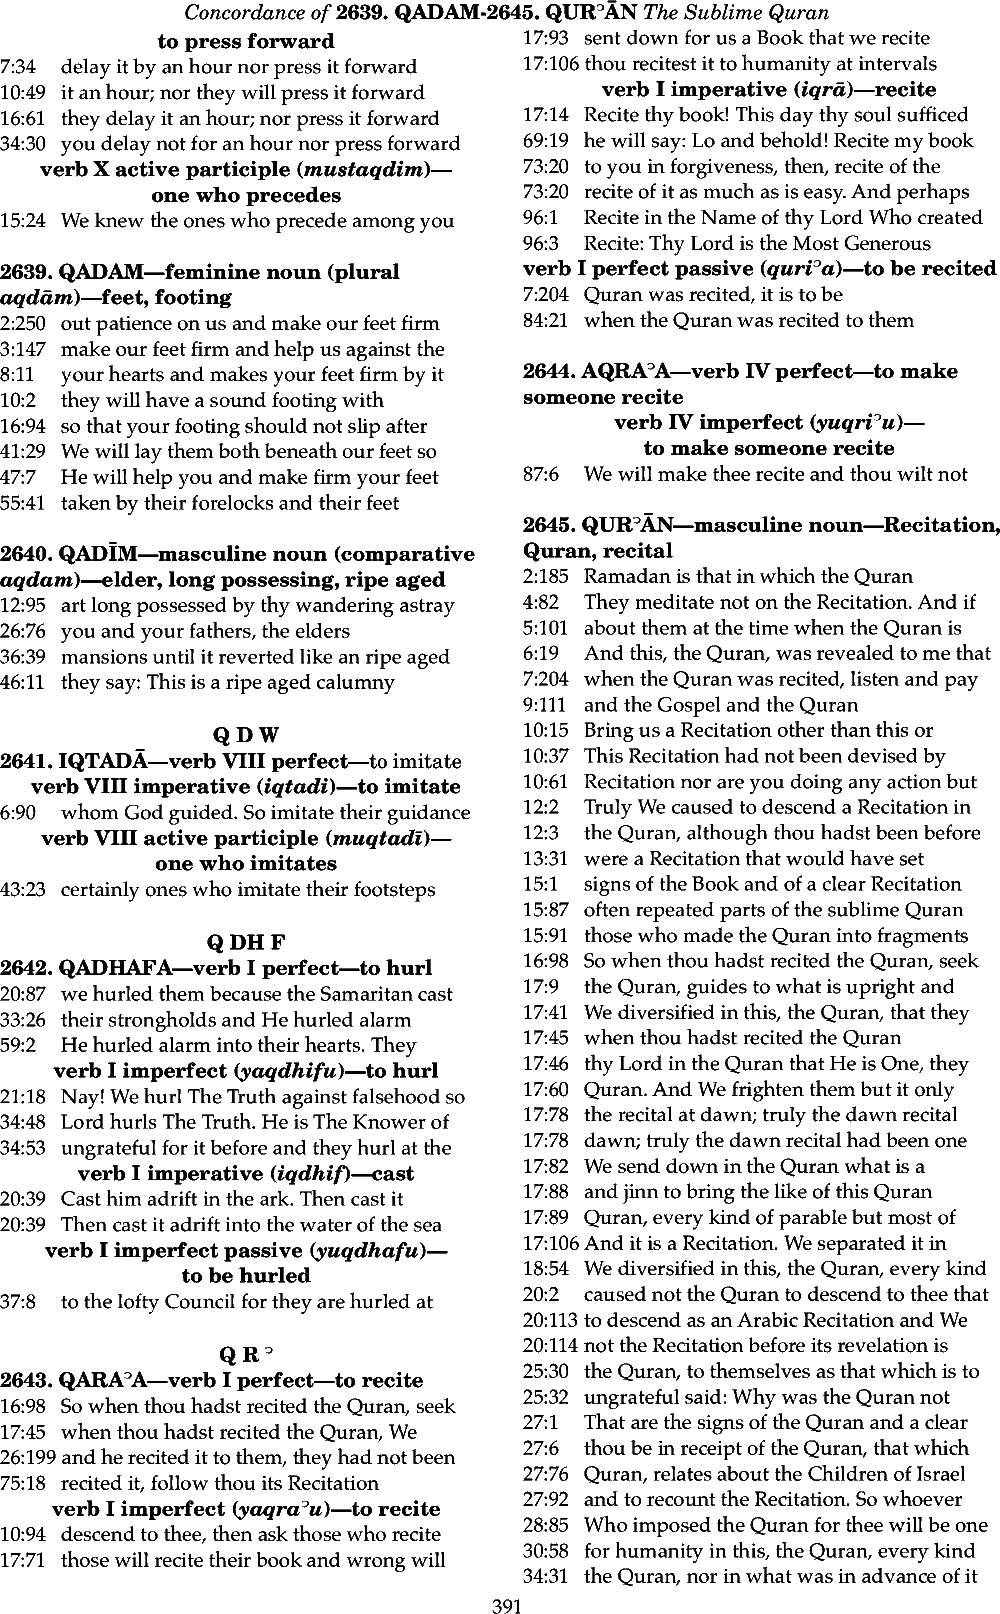 Concordance of 2639. QADAM-2645. QURʾĀN The Sublime Quran
to press forward
7:34 delay it by an hour nor press it forward
10:49 it an hour; nor they will press it forward
16:61 they delay it an hour; nor press it forward
34:30 you delay not for an hour nor press forward
verb X active participle (mustaqdim)—
one who precedes
15:24 We knew the ones who precede among you
2639. QADAM—feminine noun (plural
aqdām)—feet, footing
2:250 out patience on us and make our feet firm
3:147 make our feet firm and help us against the
8:11 your hearts and makes your feet firm by it
10:2 they will have a sound footing with
16:94 so that your footing should not slip after
41:29 We will lay them both beneath our feet so
47:7 He will help you and make firm your feet
55:41 taken by their forelocks and their feet
2640. QADĪM—masculine noun (comparative
aqdam)—elder, long possessing, ripe aged
12:95 art long possessed by thy wandering astray
26:76 you and your fathers, the elders
36:39 mansions until it reverted like an ripe aged
46:11 they say: This is a ripe aged calumny
Q D W
2641. IQTADĀ—verb VIII perfect—to imitate
verb VIII imperative (iqtadi)—to imitate
6:90 whom God guided. So imitate their guidance
verb VIII active participle (muqtadī)—
one who imitates
43:23 certainly ones who imitate their footsteps
Q DH F
2642. QADHAFA—verb I perfect—to hurl
20:87 we hurled them because the Samaritan cast
33:26 their strongholds and He hurled alarm
59:2 He hurled alarm into their hearts. They
verb I imperfect (yaqdhifu)—to hurl
21:18 Nay! We hurl The Truth against falsehood so
34:48 Lord hurls The Truth. He is The Knower of
34:53 ungrateful for it before and they hurl at the
verb I imperative (iqdhif)—cast
20:39 Cast him adrift in the ark. Then cast it
20:39 Then cast it adrift into the water of the sea
verb I imperfect passive (yuqdhafu)—
to be hurled
37:8 to the lofty Council for they are hurled at
Q R ʾ
2643. QARAʾA—verb I perfect—to recite
16:98 So when thou hadst recited the Quran, seek
17:45 when thou hadst recited the Quran, We
26:199 and he recited it to them, they had not been
75:18 recited it, follow thou its Recitation
verb I imperfect (yaqraʾu)—to recite
10:94 descend to thee, then ask those who recite
17:71 those will recite their book and wrong will
17:93 sent down for us a Book that we recite
17:106 thou recitest it to humanity at intervals
verb I imperative (iqrā)—recite
17:14 Recite thy book! This day thy soul sufficed
69:19 he will say: Lo and behold! Recite my book
73:20 to you in forgiveness, then, recite of the
73:20 recite of it as much as is easy. And perhaps
96:1 Recite in the Name of thy Lord Who created
96:3 Recite: Thy Lord is the Most Generous
verb I perfect passive (quriʾa)—to be recited
7:204 Quran was recited, it is to be
84:21 when the Quran was recited to them
2644. AQRAʾA—verb IV perfect—to make
someone recite
verb IV imperfect (yuqriʾu)—
to make someone recite
87:6 We will make thee recite and thou wilt not
2645. QURʾĀN—masculine noun—Recitation,
Quran, recital
2:185 Ramadan is that in which the Quran
4:82 They meditate not on the Recitation. And if
5:101 about them at the time when the Quran is
6:19 And this, the Quran, was revealed to me that
7:204 when the Quran was recited, listen and pay
9:111 and the Gospel and the Quran
10:15 Bring us a Recitation other than this or
10:37 This Recitation had not been devised by
10:61 Recitation nor are you doing any action but
12:2 Truly We caused to descend a Recitation in
12:3 the Quran, although thou hadst been before
13:31 were a Recitation that would have set
15:1 signs of the Book and of a clear Recitation
15:87 often repeated parts of the sublime Quran
15:91 those who made the Quran into fragments
16:98 So when thou hadst recited the Quran, seek
17:9 the Quran, guides to what is upright and
17:41 We diversified in this, the Quran, that they
17:45 when thou hadst recited the Quran
17:46 thy Lord in the Quran that He is One, they
17:60 Quran. And We frighten them but it only
17:78 the recital at dawn; truly the dawn recital
17:78 dawn; truly the dawn recital had been one
17:82 We send down in the Quran what is a
17:88 and jinn to bring the like of this Quran
17:89 Quran, every kind of parable but most of
17:106 And it is a Recitation. We separated it in
18:54 We diversified in this, the Quran, every kind
20:2 caused not the Quran to descend to thee that
20:113 to descend as an Arabic Recitation and We
20:114 not the Recitation before its revelation is
25:30 the Quran, to themselves as that which is to
25:32 ungrateful said: Why was the Quran not
27:1 That are the signs of the Quran and a clear
27:6 thou be in receipt of the Quran, that which
27:76 Quran, relates about the Children of Israel
27:92 and to recount the Recitation. So whoever
28:85 Who imposed the Quran for thee will be one
30:58 for humanity in this, the Quran, every kind
34:31 the Quran, nor in what was in advance of it
391